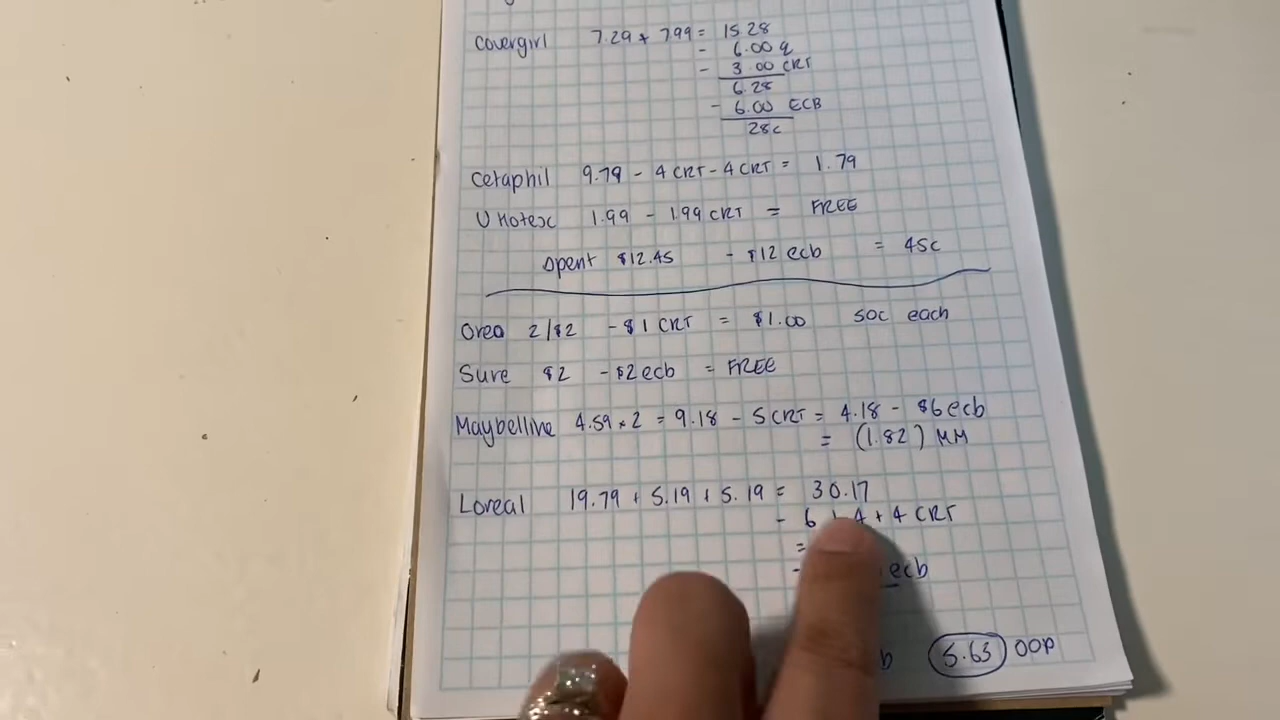 Covergirl 7.29 + 799 = 15.28
- 6.00 q
- 3.00 CRT
6.28
- 6.00 ECB
28c
Cetaphil 9.79 - 4 CRT - 4 CRT = 1.79
U Kotex 1.99 - 1.99 CRT = FREE
Spent $12.45 - $12 ecb = 45c
Oreo 2/$2 - $1 CRT = $1.00 50c each
Sure $2 - $2 ecb = FREE
Maybelline 4.59 × 2 = 9.18 - 5 CRT = 4.18 - $6 ecb
= (1.82) MM
Loreal 19.79 + 5.19 + 5.19 = 30.17
- 6 + 4 + 4 CRT
=
- ecb
5.63 OOP